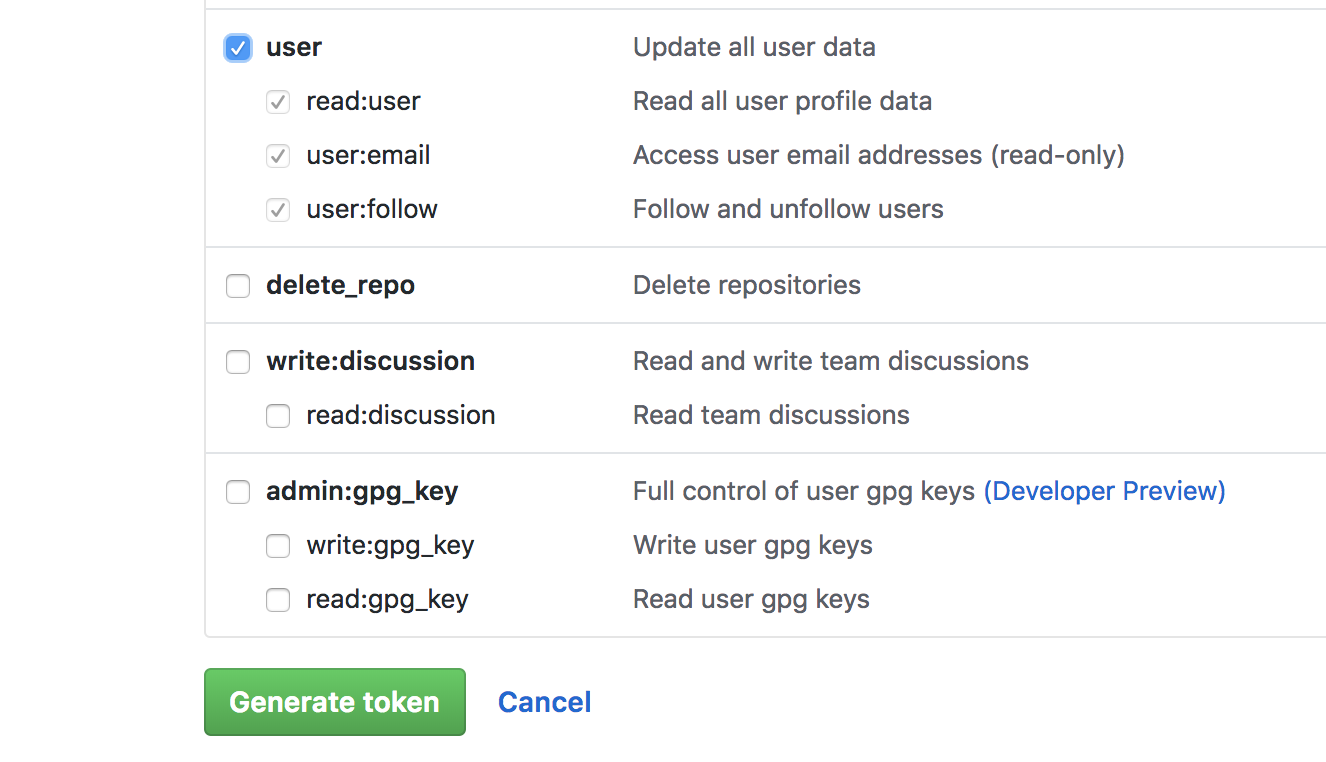 user Update all user data
read:user Read all user profile data
user:email Access user email addresses (read-only)
user:follow Follow and unfollow users
delete_repo Delete repositories
write:discussion Read and write team discussions
read:discussion Read team discussions
admin:gpg_key Full control of user gpg keys (Developer Preview)
write:gpg_key Write user gpg keys
read:gpg_key Read user gpg keys
Generate token Cancel